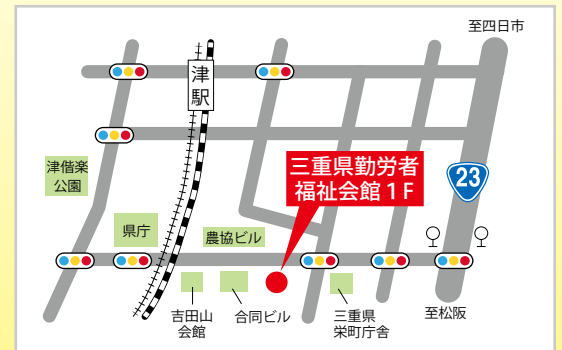 至四日市
津
駅
三重県勤労者
福祉会館1F
23
津偕楽
公園
県庁
農協ビル
吉田山
会館
合同ビル
三重県
栄町庁舎
至松阪